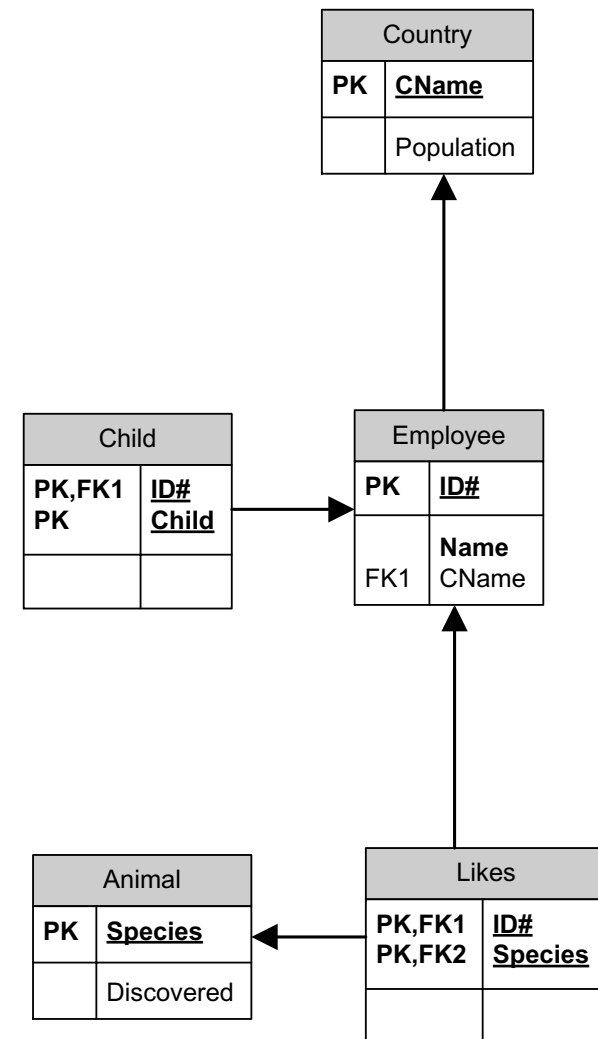 Country
PK CName
Population
Child
PK,FK1 ID#
PK Child
Employee
PK ID#
Name
FK1 CName
Animal
PK Species
Discovered
Likes
PK,FK1 ID#
PK,FK2 Species